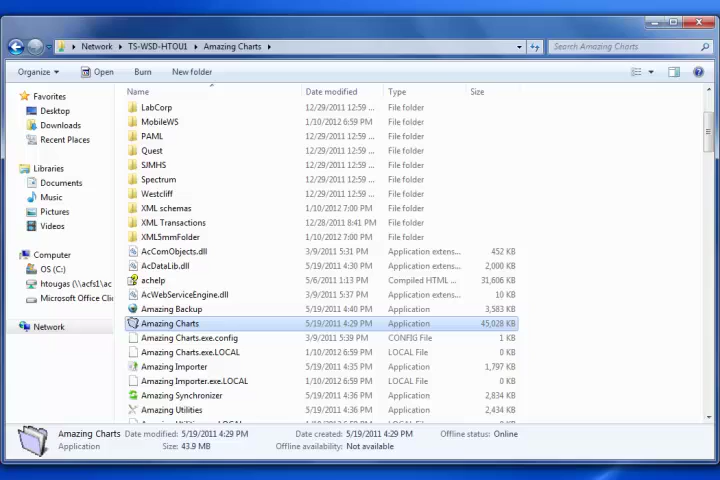 Network ▸ TS-WSD-HTOU1 ▸ Amazing Charts ▸
Search Amazing Charts
Organize Open Burn New folder
Name Date modified Type Size
Favorites
Desktop
Downloads
Recent Places
Libraries
Documents
Music
Pictures
Videos
Computer
OS (C:)
htougas (\\acfs1\ac
Microsoft Office Cli
Network
LabCorp 12/29/2011 12:59 ... File folder
MobileWS 1/10/2012 6:59 PM File folder
PAML 12/29/2011 12:59 ... File folder
Quest 12/29/2011 12:59 ... File folder
SJMHS 12/29/2011 12:59 ... File folder
Spectrum 12/29/2011 12:59 ... File folder
Westcliff 12/29/2011 12:59 ... File folder
XML schemas 1/10/2012 7:00 PM File folder
XML Transactions 12/28/2011 8:41 PM File folder
XML5mmFolder 1/10/2012 7:00 PM File folder
AcComObjects.dll 3/9/2011 5:31 PM Application extens... 452 KB
AcDataLib.dll 5/19/2011 4:30 PM Application extens... 2,000 KB
achelp 5/6/2011 1:13 PM Compiled HTML ... 31,606 KB
AcWebServiceEngine.dll 3/9/2011 5:37 PM Application extens... 10 KB
Amazing Backup 5/19/2011 4:40 PM Application 3,583 KB
Amazing Charts 5/19/2011 4:29 PM Application 45,028 KB
Amazing Charts.exe.config 3/9/2011 5:39 PM CONFIG File 1 KB
Amazing Charts.exe.LOCAL 1/10/2012 6:59 PM LOCAL File 0 KB
Amazing Importer 5/19/2011 4:35 PM Application 1,797 KB
Amazing Importer.exe.LOCAL 1/10/2012 6:59 PM LOCAL File 0 KB
Amazing Synchronizer 5/19/2011 4:36 PM Application 2,834 KB
Amazing Utilities 5/19/2011 4:36 PM Application 2,434 KB
Amazing Charts Date modified: 5/19/2011 4:29 PM Date created: 5/19/2011 4:29 PM Offline status: Online
Application Size: 43.9 MB Offline availability: Not available